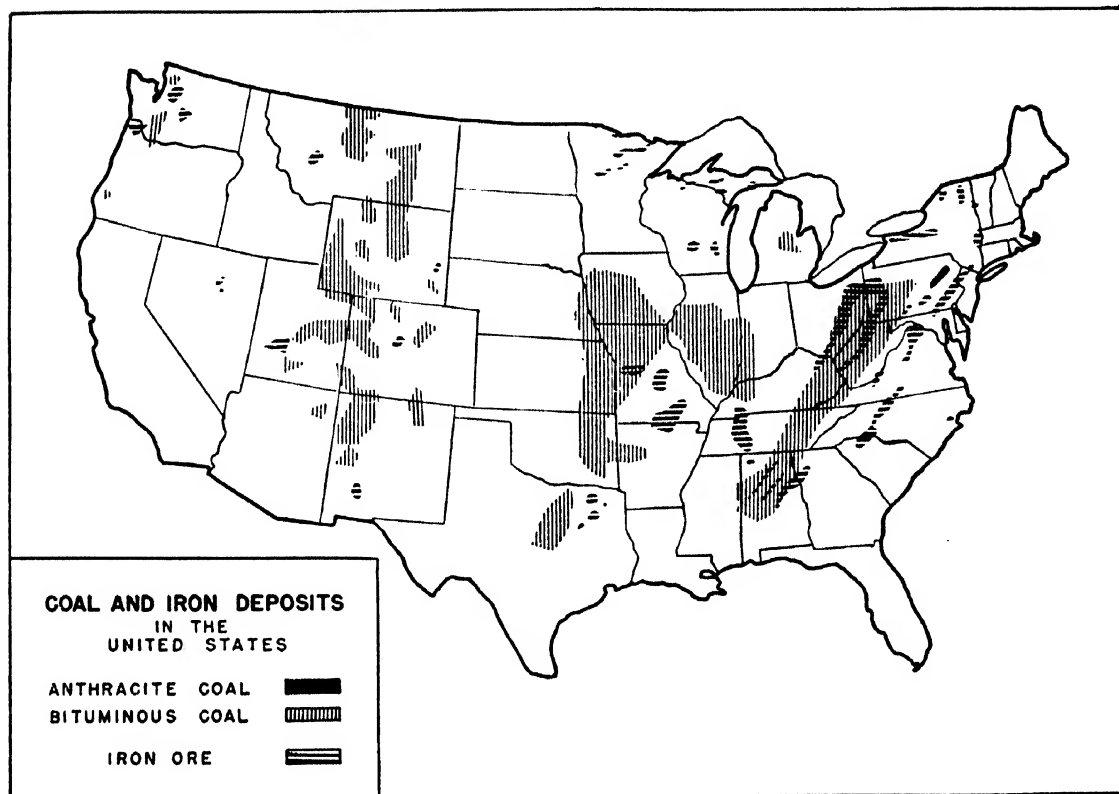 COAL AND IRON DEPOSITS
IN THE
UNITED STATES
ANTHRACITE COAL
BITUMINOUS COAL
IRON ORE